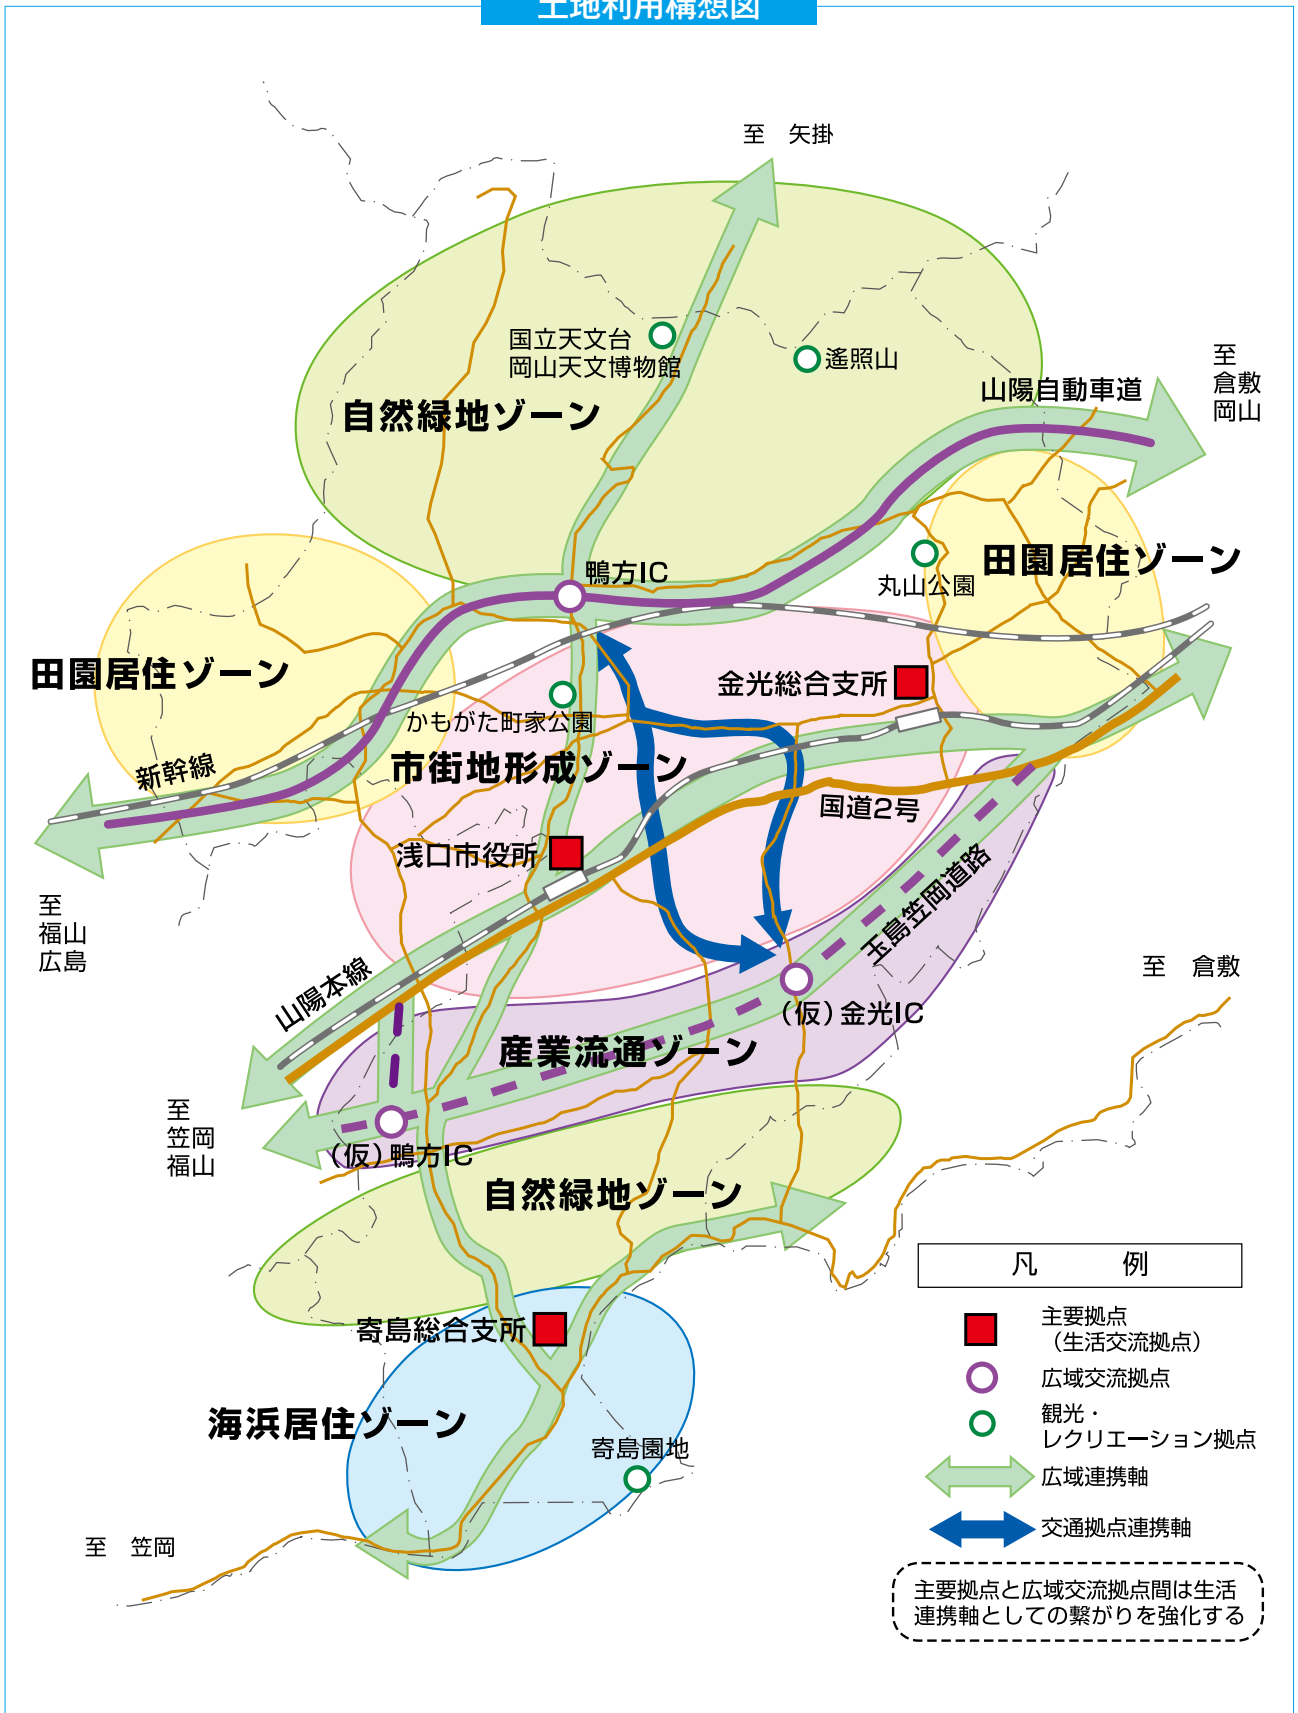 土地利用構想図
至　矢掛
国立天文台
岡山天文博物館
遙照山
自然緑地ゾーン
山陽自動車道
至
倉敷
岡山
鴨方IC
田園居住ゾーン
丸山公園
田園居住ゾーン
金光総合支所
かもがた町家公園
新幹線
市街地形成ゾーン
国道2号
浅口市役所
玉島笠岡道路
至
福山
広島
山陽本線
至　倉敷
（仮）金光IC
産業流通ゾーン
至
笠岡
福山
（仮）鴨方IC
自然緑地ゾーン
寄島総合支所
海浜居住ゾーン
寄島園地
至　笠岡
凡　例
主要拠点
（生活交流拠点）
広域交流拠点
観光・
レクリエーション拠点
広域連携軸
交通拠点連携軸
主要拠点と広域交流拠点間は生活
連携軸としての繋がりを強化する